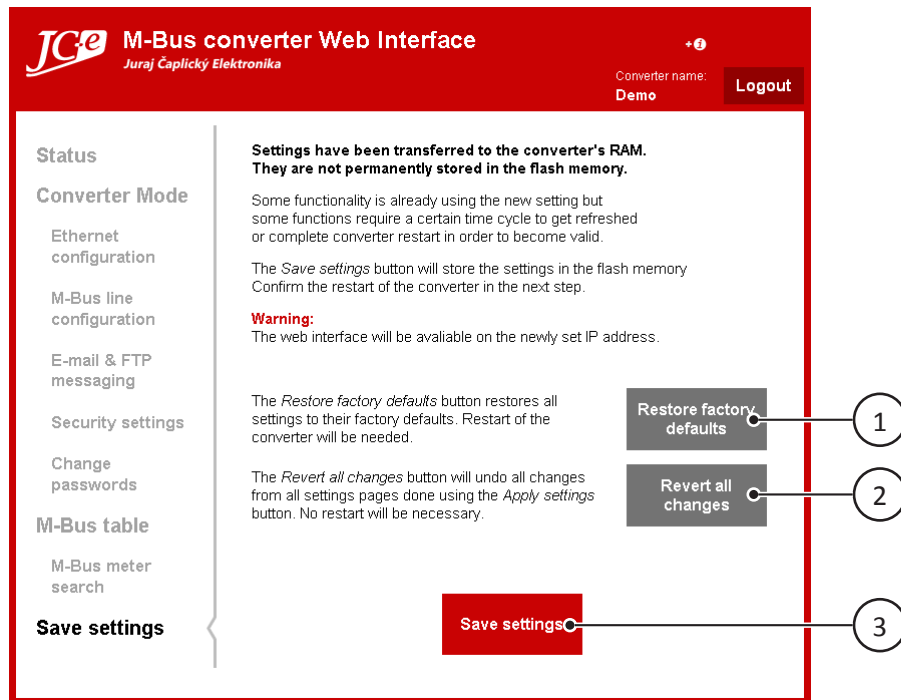 JC-e
M-Bus converter Web Interface
Juraj Čaplický Elektronika
+i
Converter name:
Demo
Logout
Status
Converter Mode
Ethernet
configuration
M-Bus line
configuration
E-mail & FTP
messaging
Security settings
Change
passwords
M-Bus table
M-Bus meter
search
Save settings
Settings have been transferred to the converter's RAM.
They are not permanently stored in the flash memory.
Some functionality is already using the new setting but
some functions require a certain time cycle to get refreshed
or complete converter restart in order to become valid.
The Save settings button will store the settings in the flash memory
Confirm the restart of the converter in the next step.
Warning:
The web interface will be avaliable on the newly set IP address.
The Restore factory defaults button restores all
settings to their factory defaults. Restart of the
converter will be needed.
Restore factory
defaults
1
The Revert all changes button will undo all changes
from all settings pages done using the Apply settings
button. No restart will be necessary.
Revert all
changes
2
Save settings
3